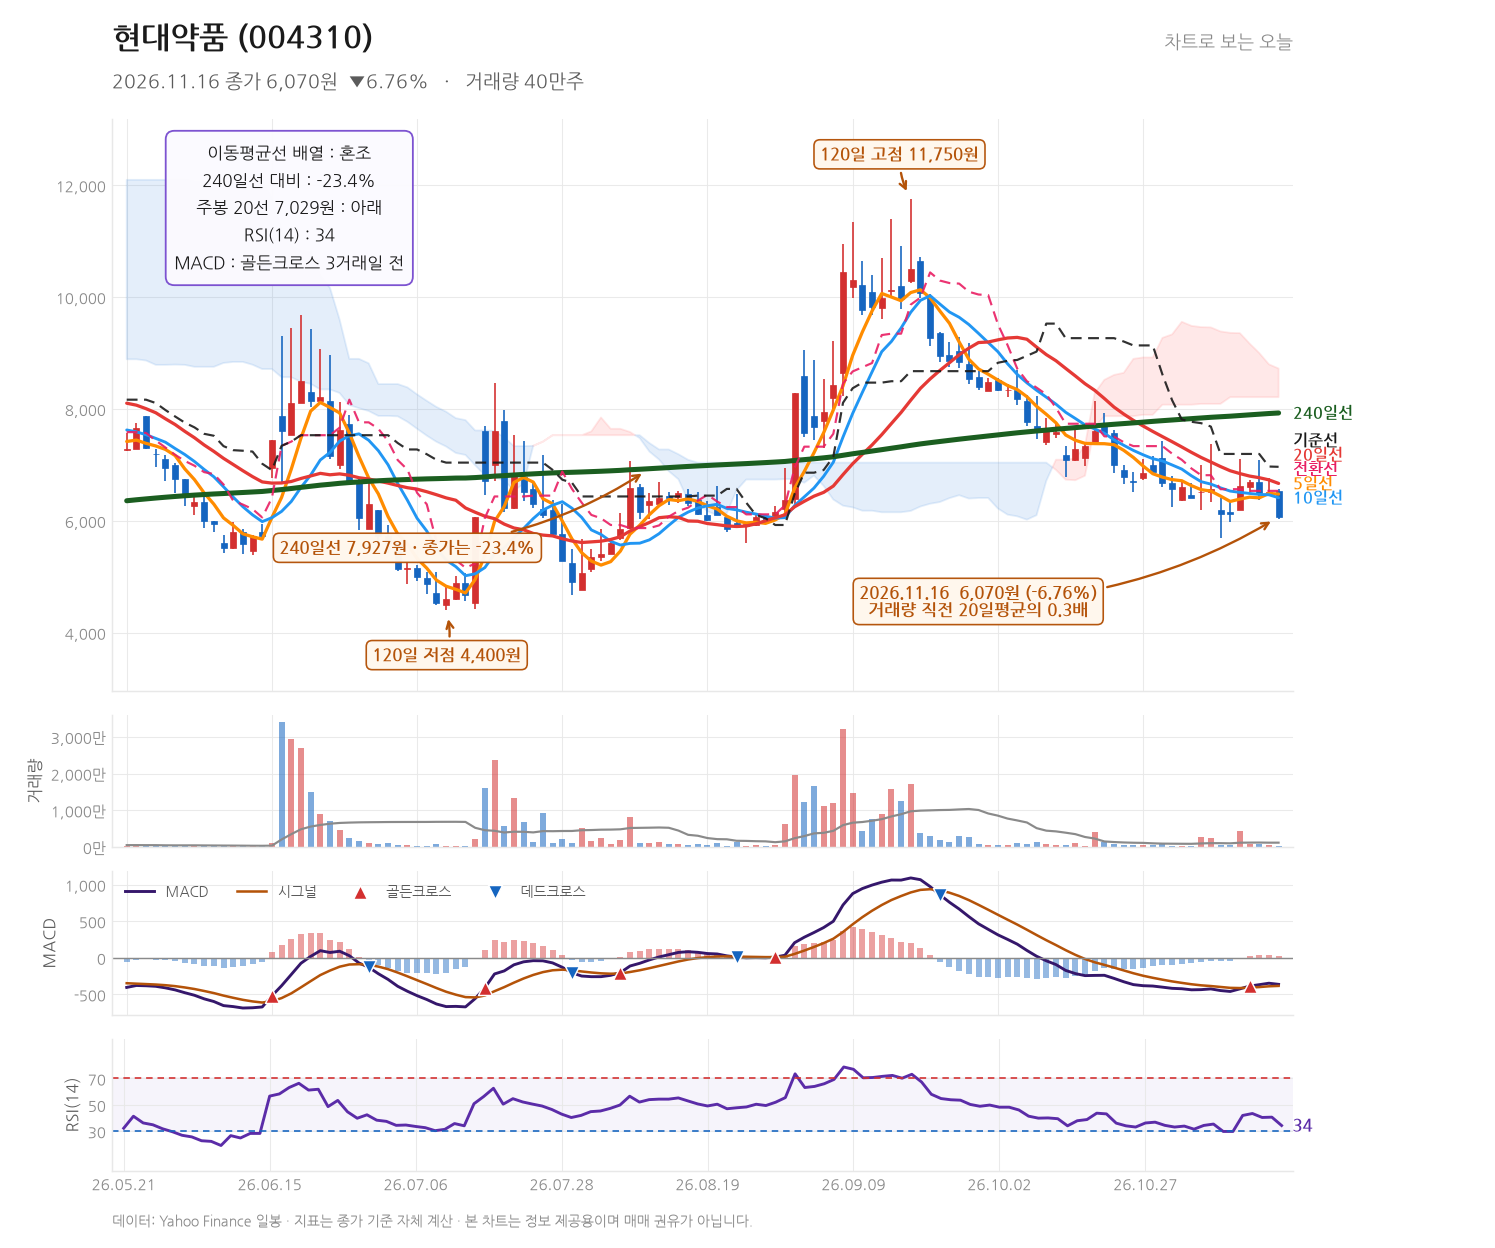 현대약품 (004310)
차트로 보는 오늘
2026.11.16 종가 6,070원 ▼6.76% · 거래량 40만주
이동평균선 배열 : 혼조
240일선 대비 : -23.4%
주봉 20선 7,029원 : 아래
RSI(14) : 34
MACD : 골든크로스 3거래일 전
120일 고점 11,750원
12,000
10,000
8,000
6,000
4,000
240일선
기준선
20일선
전환선
5일선
10일선
240일선 7,927원 · 종가는 -23.4%
2026.11.16 6,070원 (-6.76%)
거래량 직전 20일평균의 0.3배
120일 저점 4,400원
거래량
3,000만
2,000만
1,000만
0만
MACD
1,000
500
0
-500
MACD
시그널
골든크로스
데드크로스
RSI(14)
70
50
30
34
26.05.21
26.06.15
26.07.06
26.07.28
26.08.19
26.09.09
26.10.02
26.10.27
데이터: Yahoo Finance 일봉 · 지표는 종가 기준 자체 계산 · 본 차트는 정보 제공용이며 매매 권유가 아닙니다.